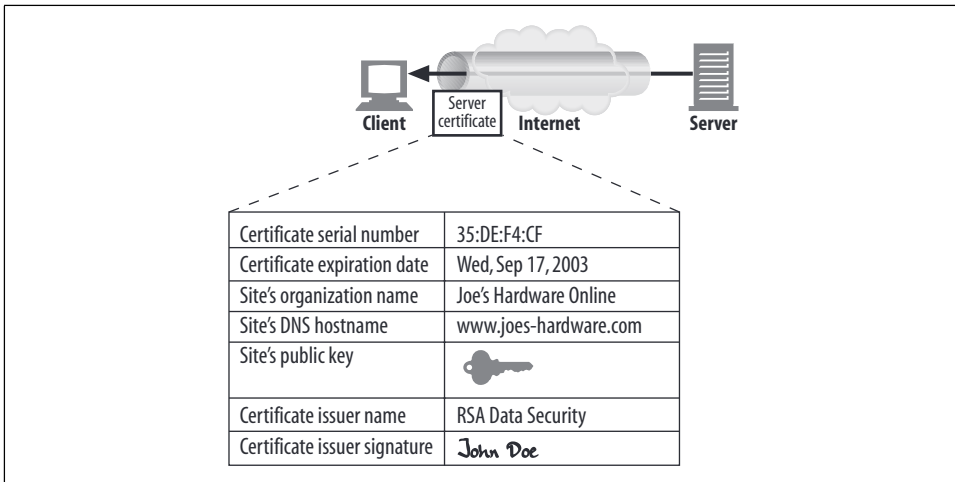 Server
certificate
Client
Internet
Server
Certificate serial number 35:DE:F4:CF
Certificate expiration date Wed, Sep 17, 2003
Site's organization name Joe's Hardware Online
Site's DNS hostname www.joes-hardware.com
Site's public key
Certificate issuer name RSA Data Security
Certificate issuer signature John Doe